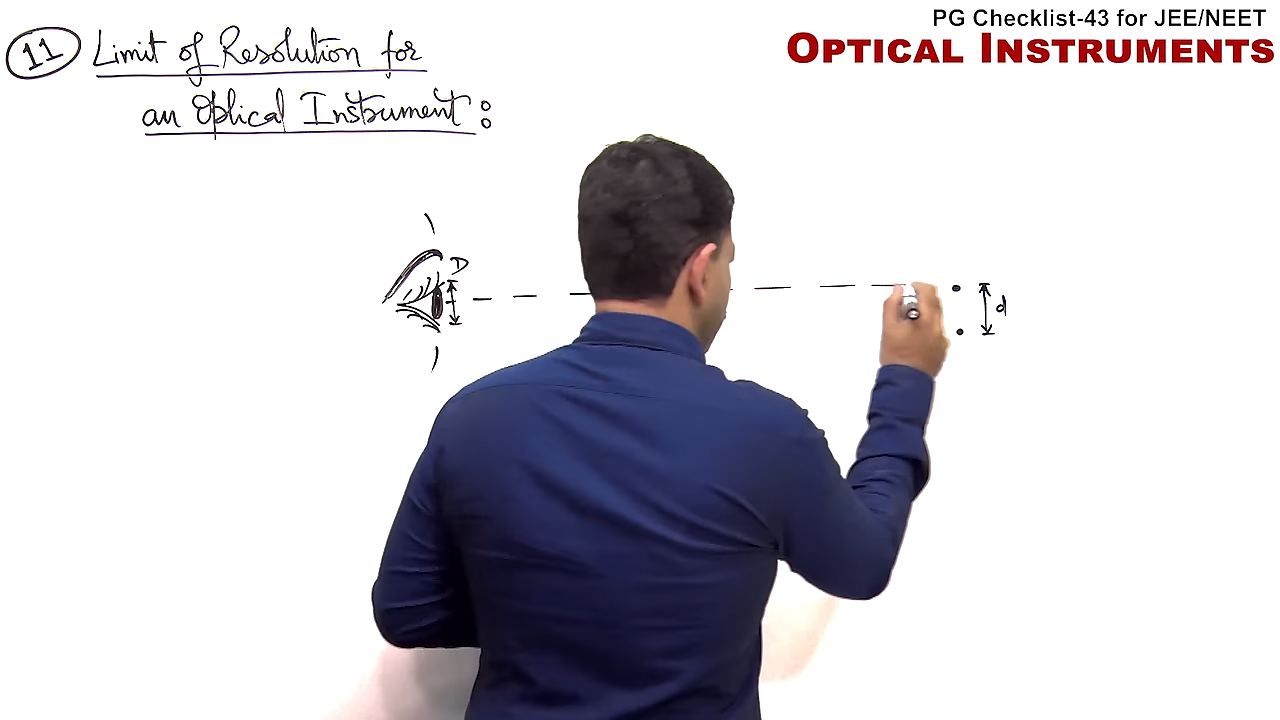 PG Checklist-43 for JEE/NEET
OPTICAL INSTRUMENTS
11 Limit of Resolution for
an Optical Instrument:
D
d